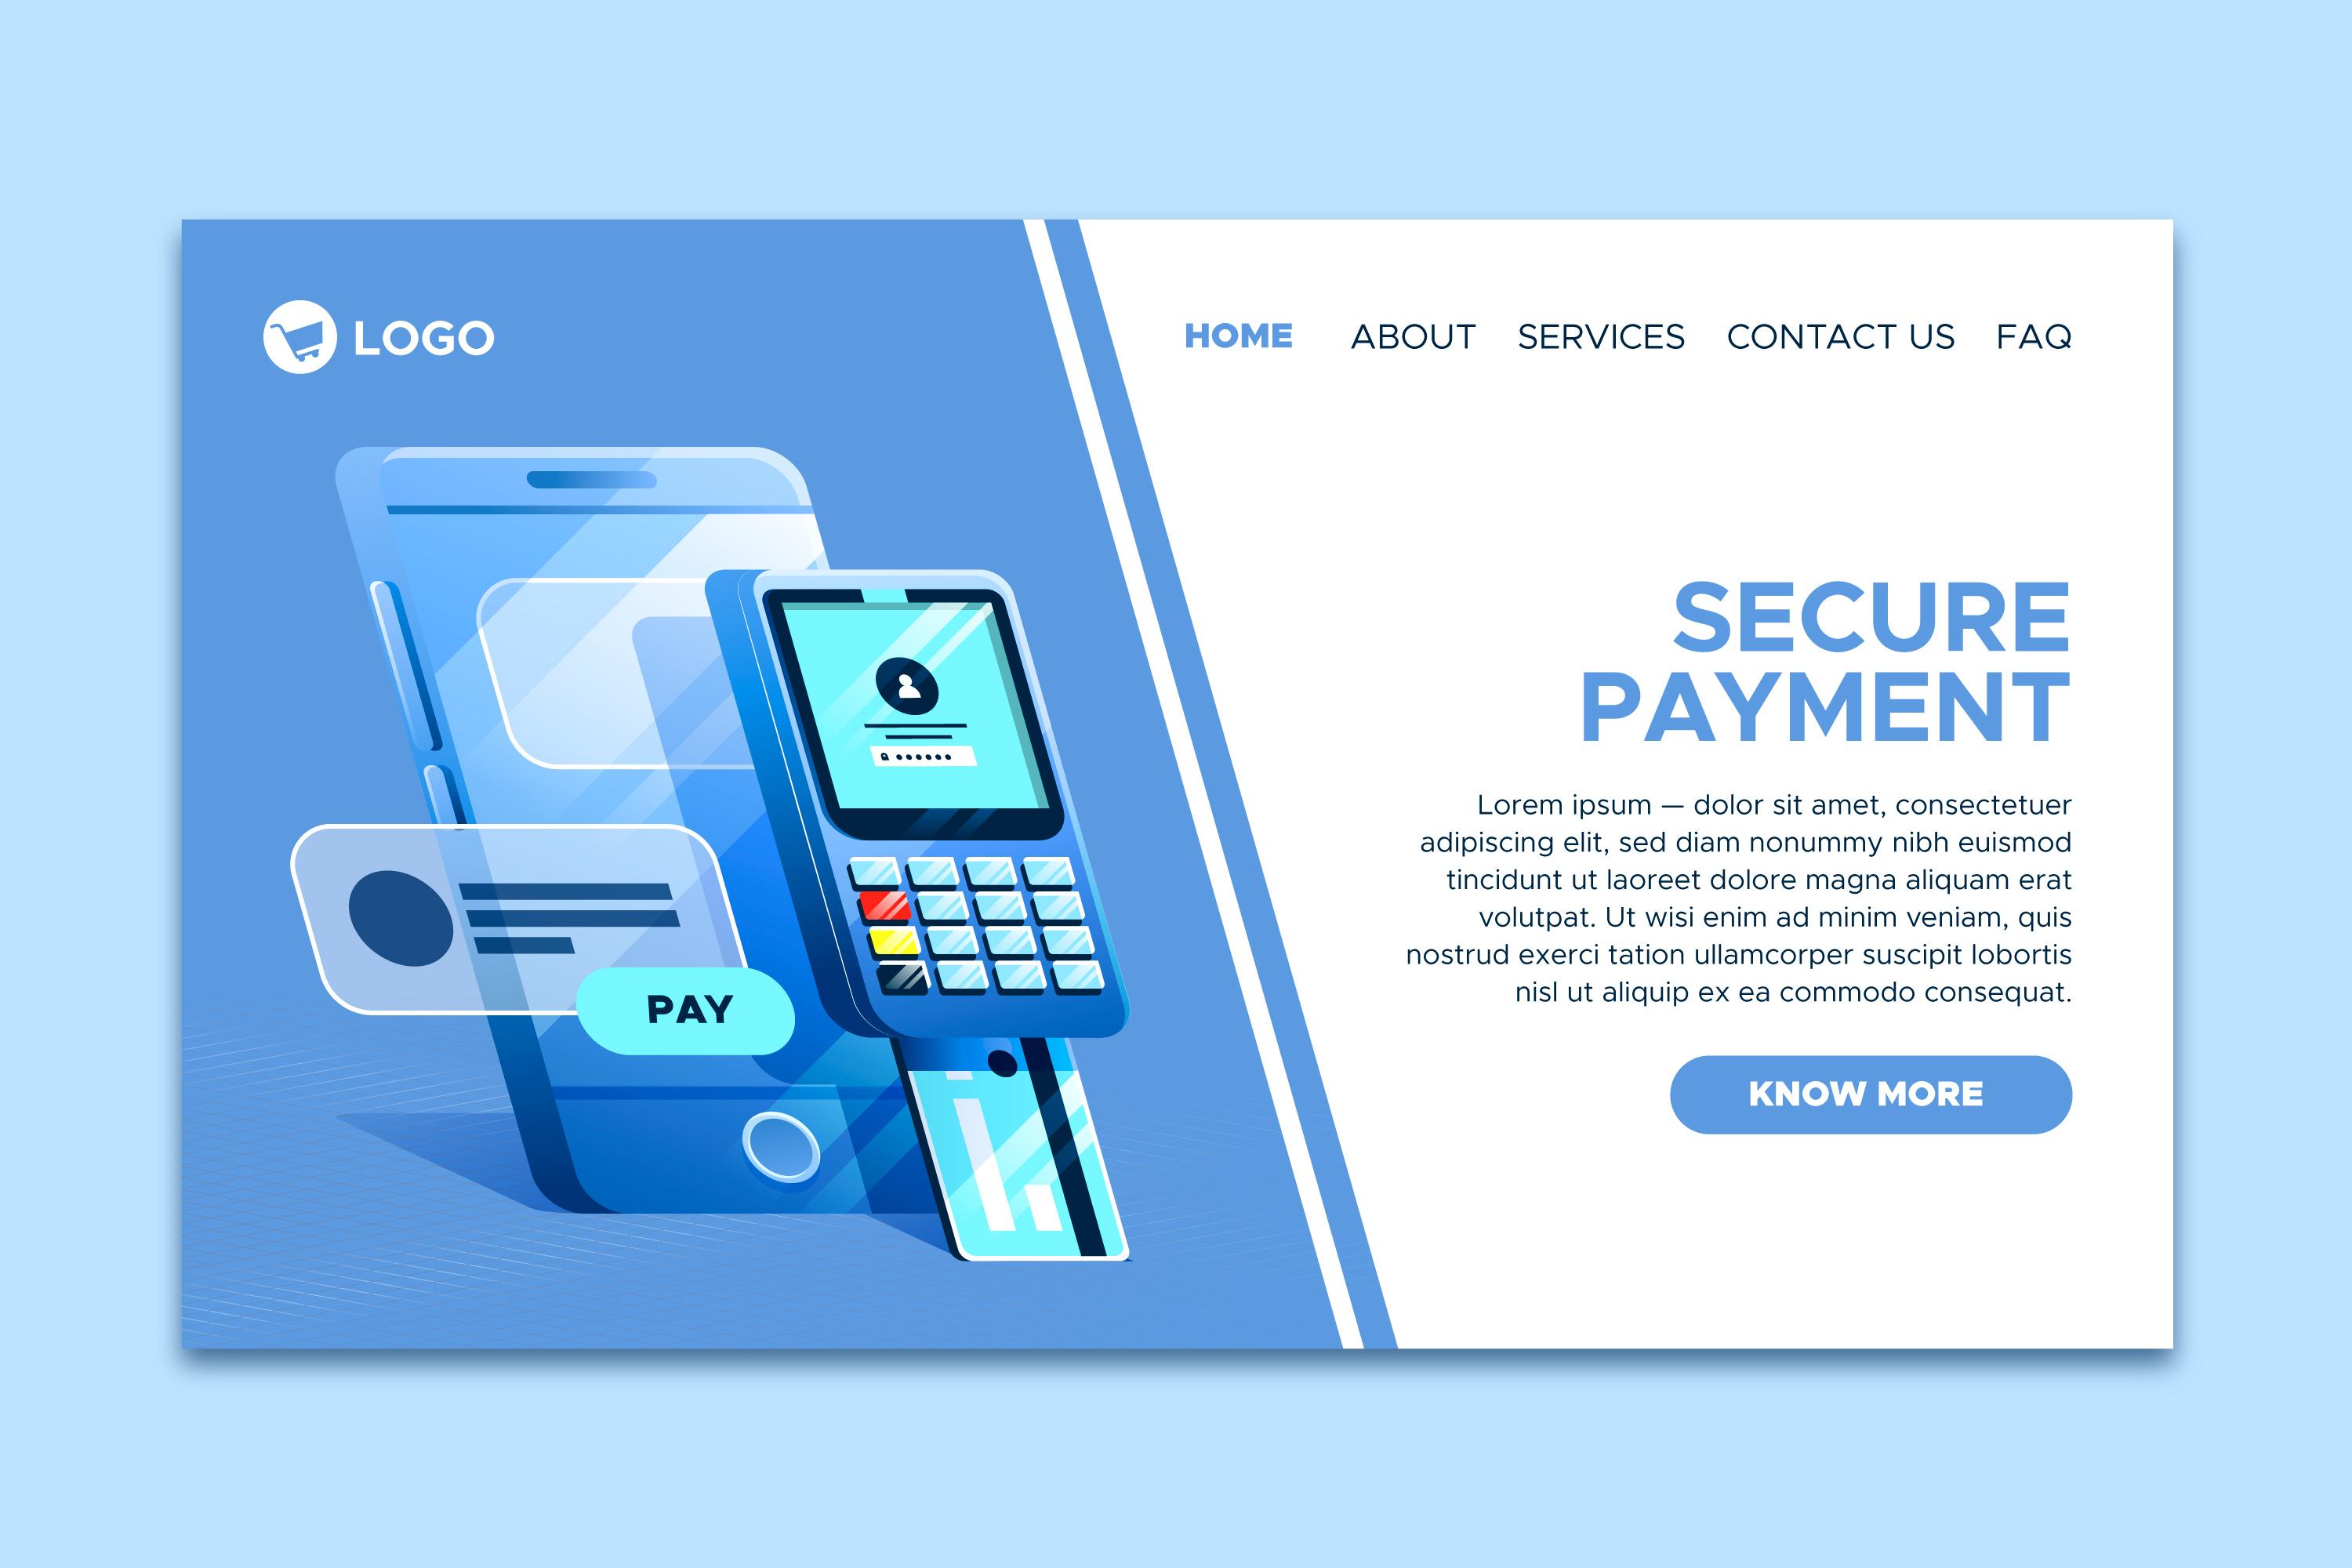 LOGO
HOME ABOUT SERVICES CONTACT US FAQ
SECURE
PAYMENT
Lorem ipsum — dolor sit amet, consectetuer
adipiscing elit, sed diam nonummy nibh euismod
tincidunt ut laoreet dolore magna aliquam erat
volutpat. Ut wisi enim ad minim veniam, quis
nostrud exerci tation ullamcorper suscipit lobortis
nisl ut aliquip ex ea commodo consequat.
PAY
KNOW MORE